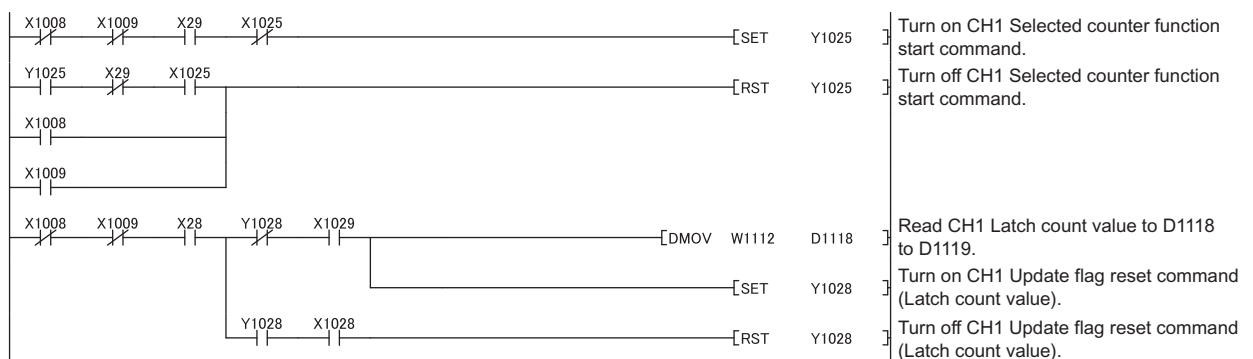 X1008 X1009 X29 X1025
[SET Y1025 ]
Turn on CH1 Selected counter function
start command.
Y1025 X29 X1025
[RST Y1025 ]
Turn off CH1 Selected counter function
start command.
X1008
X1009
X1008 X1009 X28 Y1028 X1029
[DMOV W1112 D1118 ]
Read CH1 Latch count value to D1118
to D1119.
[SET Y1028 ]
Turn on CH1 Update flag reset command
(Latch count value).
Y1028 X1028
[RST Y1028 ]
Turn off CH1 Update flag reset command
(Latch count value).